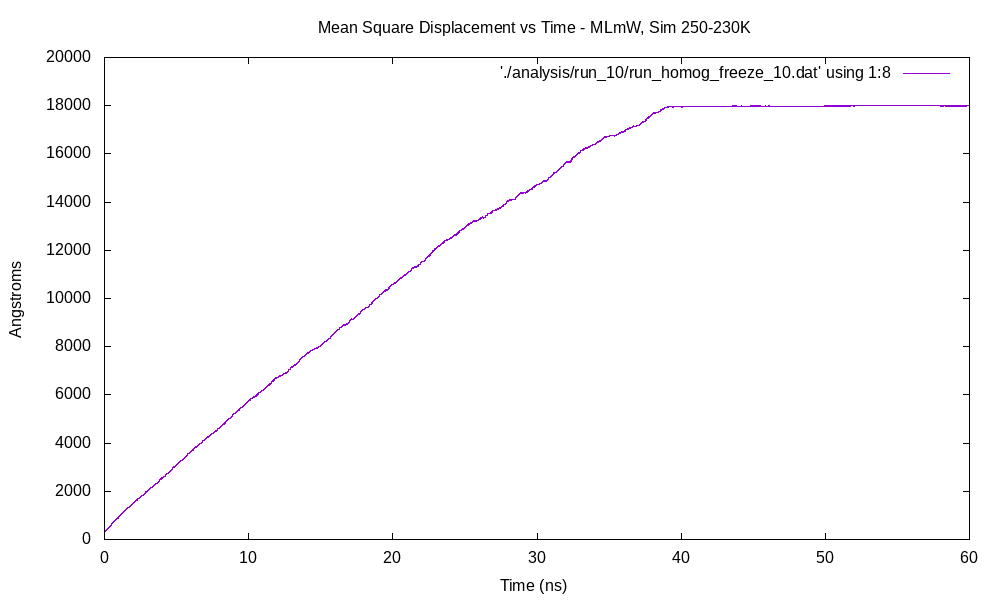 Mean Square Displacement vs Time - MLmW, Sim 250-230K
'./analysis/run_10/run_homog_freeze_10.dat' using 1:8
20000
18000
16000
14000
12000
10000
8000
6000
4000
2000
0
Angstroms
0 10 20 30 40 50 60
Time (ns)